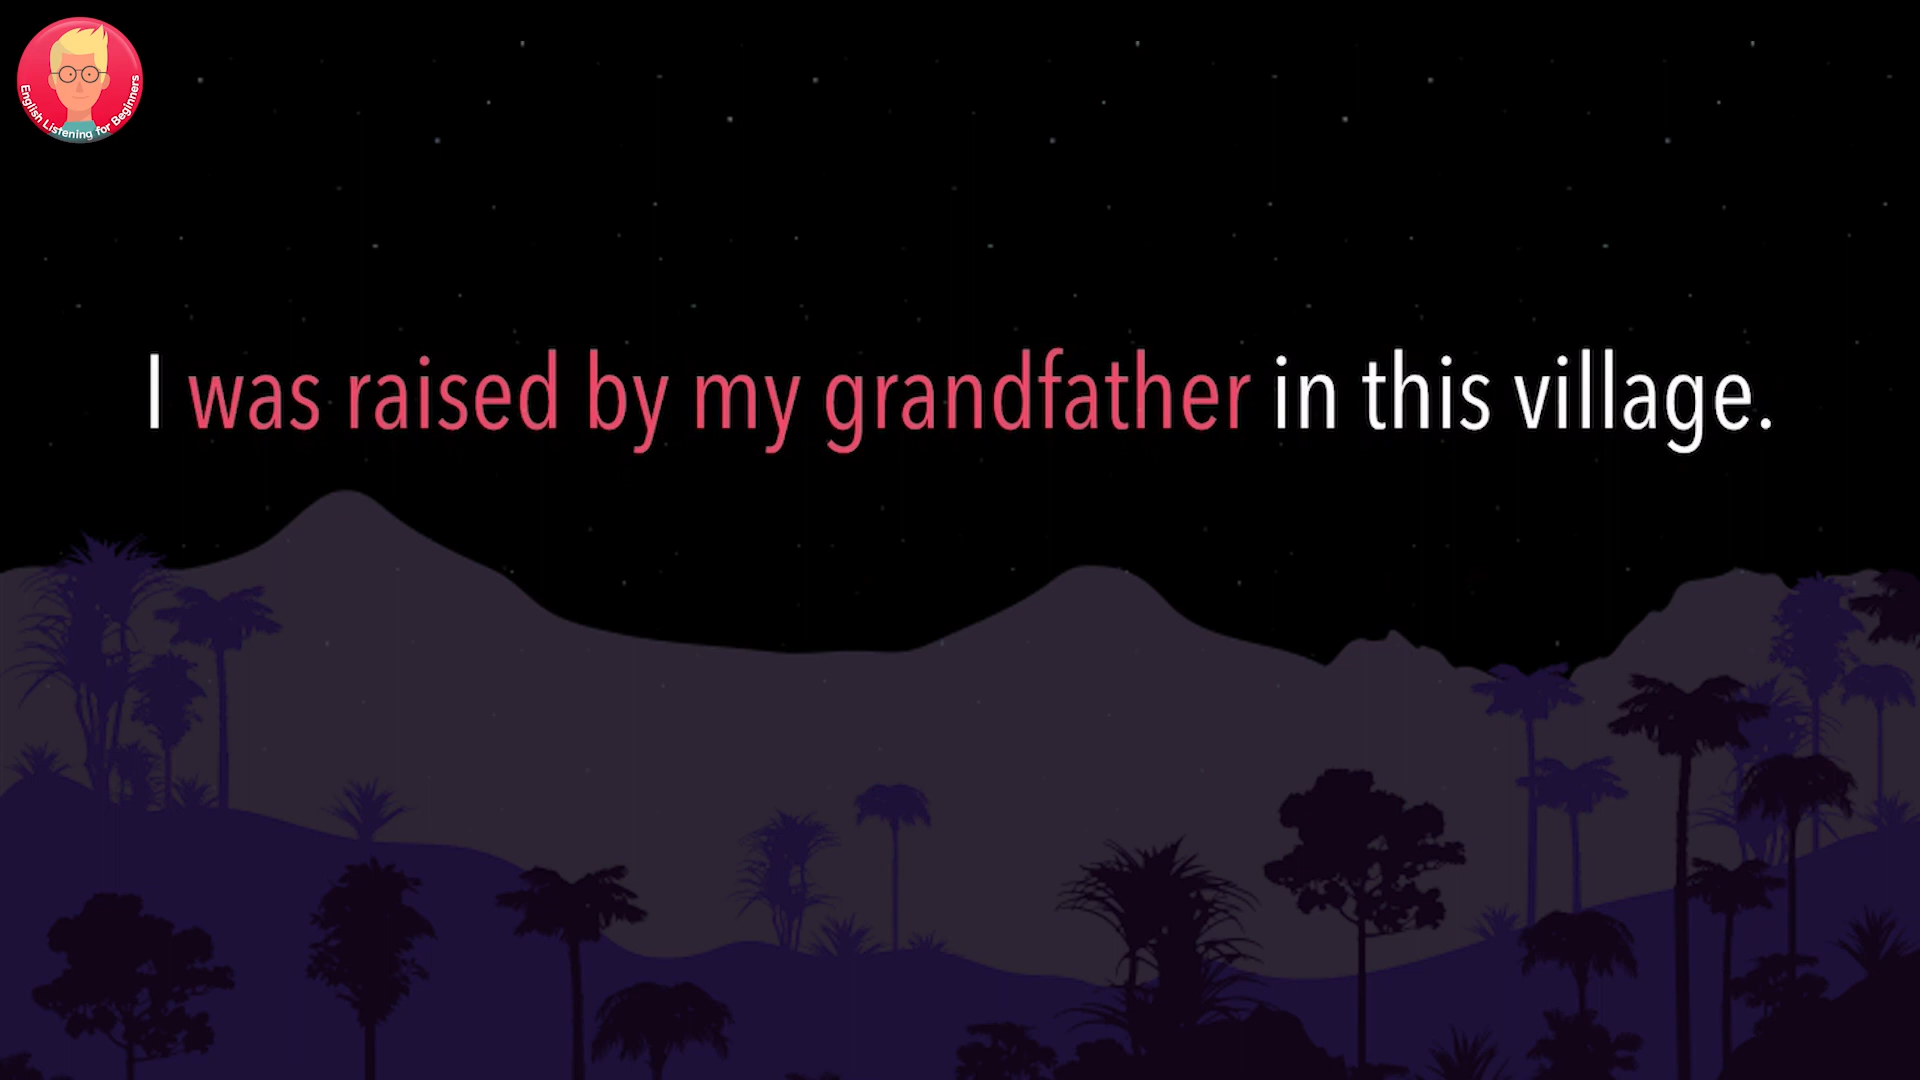 English Listening for Beginners
I was raised by my grandfather in this village.